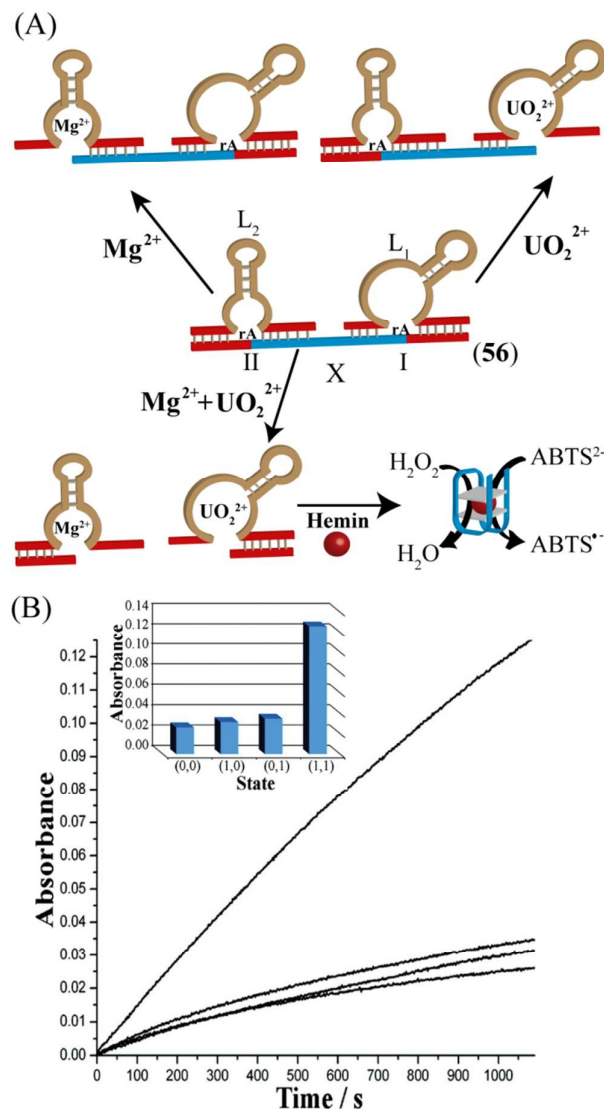 (A)
Mg²⁺
rA
rA
UO₂²⁺
Mg²⁺
L₂
L₁
UO₂²⁺
rA
rA
II
X
I
(56)
Mg²⁺+UO₂²⁺
Mg²⁺
UO₂²⁺
Hemin
H₂O₂
H₂O
ABTS²⁻
ABTS•⁻
(B)
Absorbance
0.14
0.12
0.10
0.08
0.06
0.04
0.02
0.00
(0,0) (1,0) (0,1) (1,1)
State
Absorbance
0.12
0.11
0.10
0.09
0.08
0.07
0.06
0.05
0.04
0.03
0.02
0.01
0.00
0 100 200 300 400 500 600 700 800 900 1000
Time / s